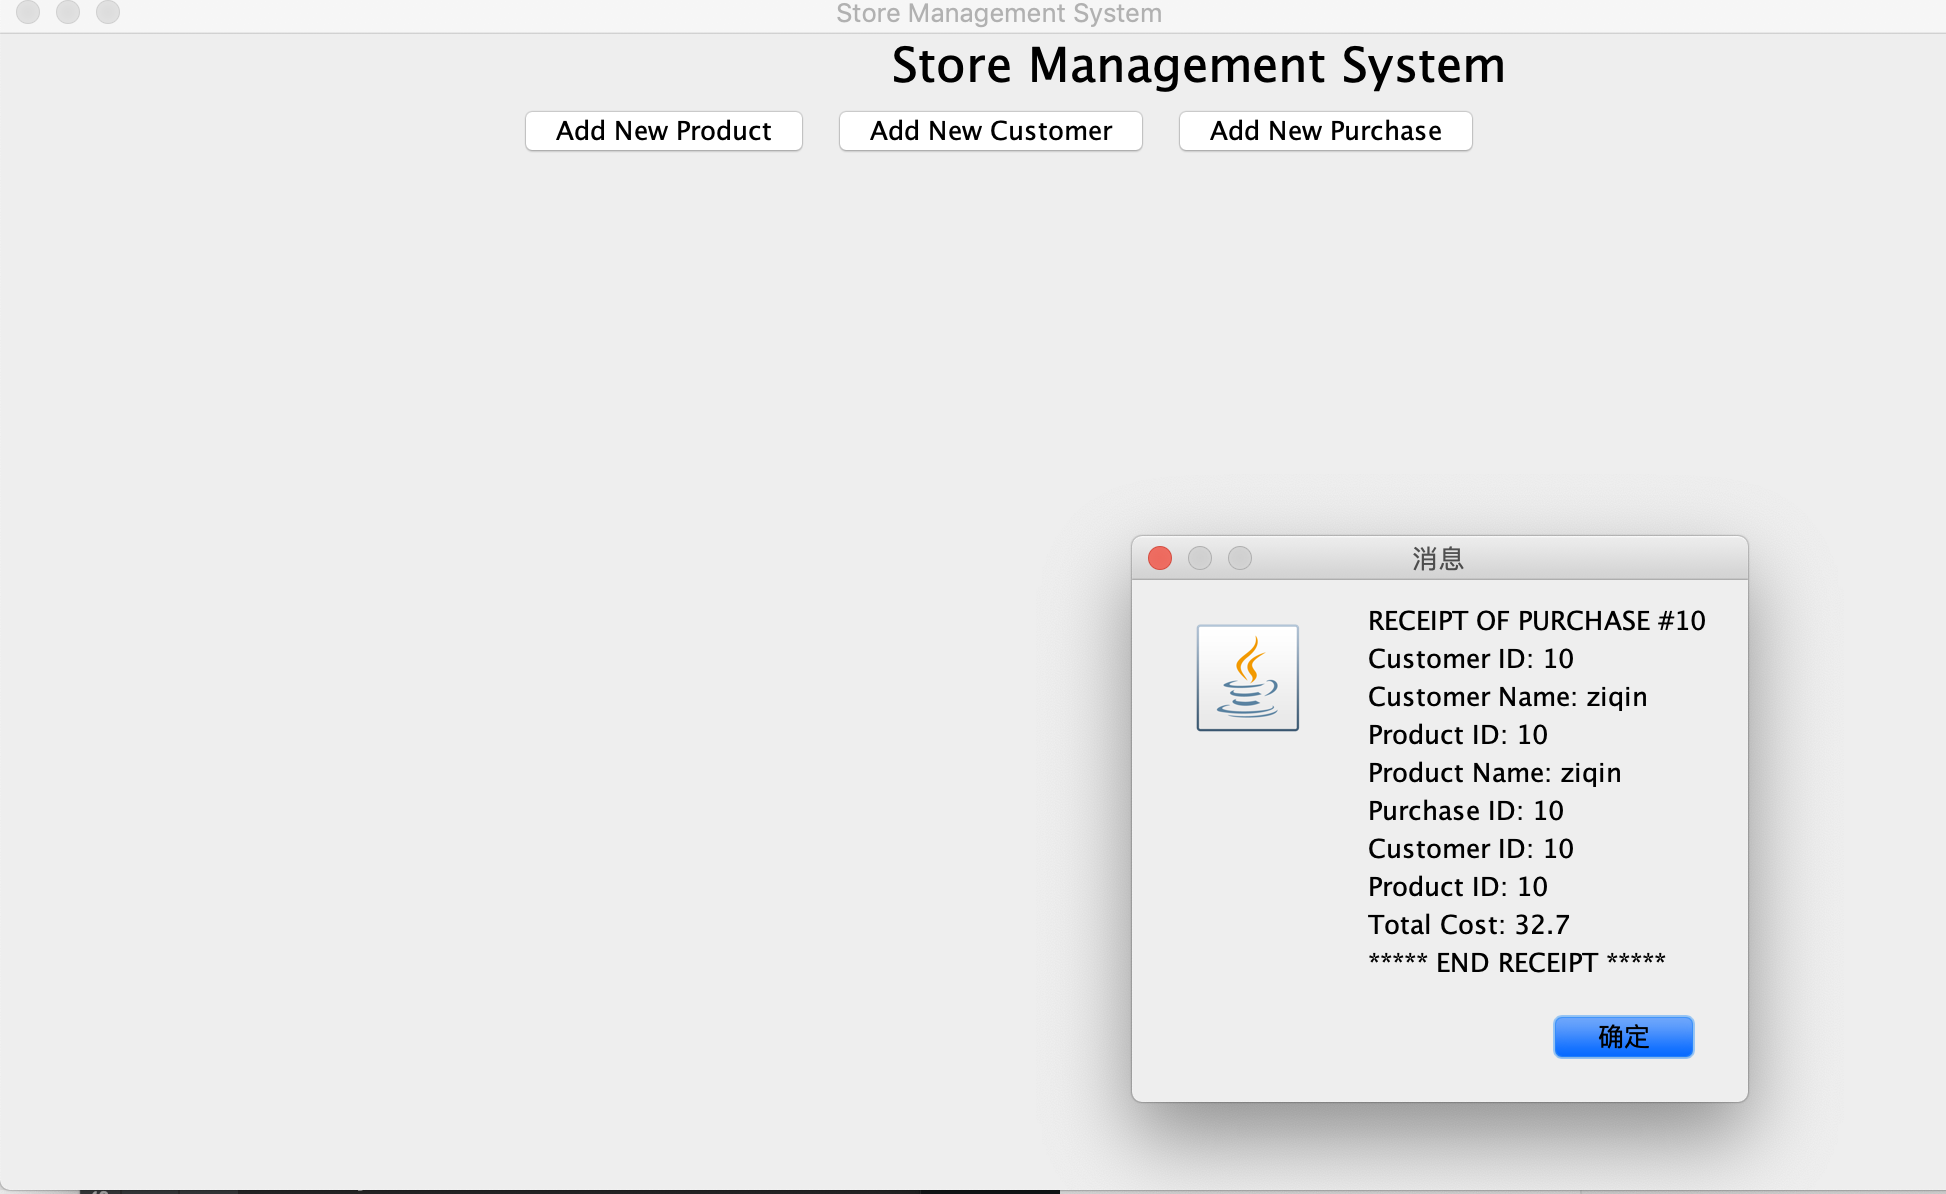 Store Management System
Store Management System
Add New Product Add New Customer Add New Purchase
消息
RECEIPT OF PURCHASE #10
Customer ID: 10
Customer Name: ziqin
Product ID: 10
Product Name: ziqin
Purchase ID: 10
Customer ID: 10
Product ID: 10
Total Cost: 32.7
***** END RECEIPT *****
确定